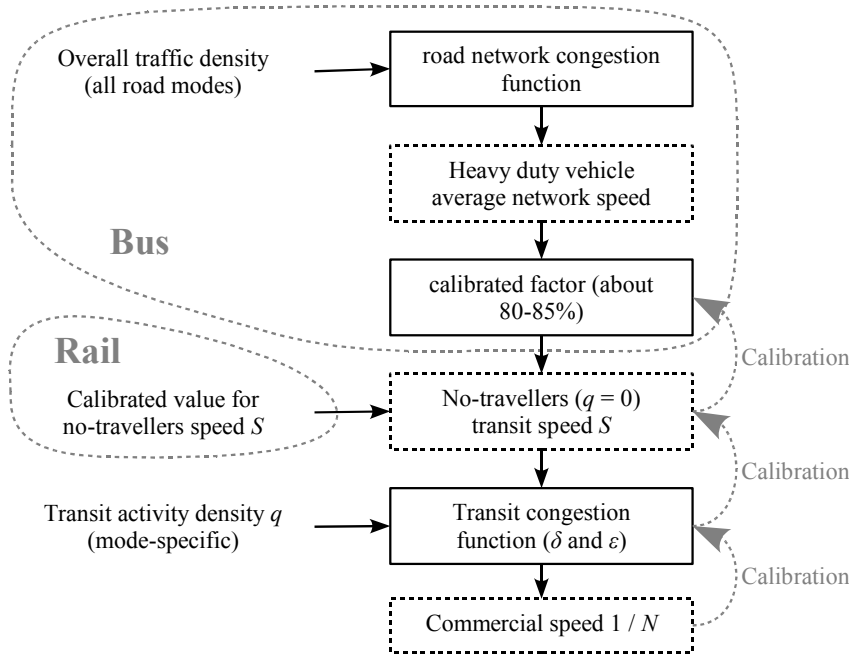 Overall traffic density
(all road modes)
road network congestion
function
Heavy duty vehicle
average network speed
Bus
calibrated factor (about
80-85%)
Rail
Calibration
Calibrated value for
no-travellers speed S
No-travellers (q = 0)
transit speed S
Calibration
Transit activity density q
(mode-specific)
Transit congestion
function (δ and ε)
Calibration
Commercial speed 1 / N